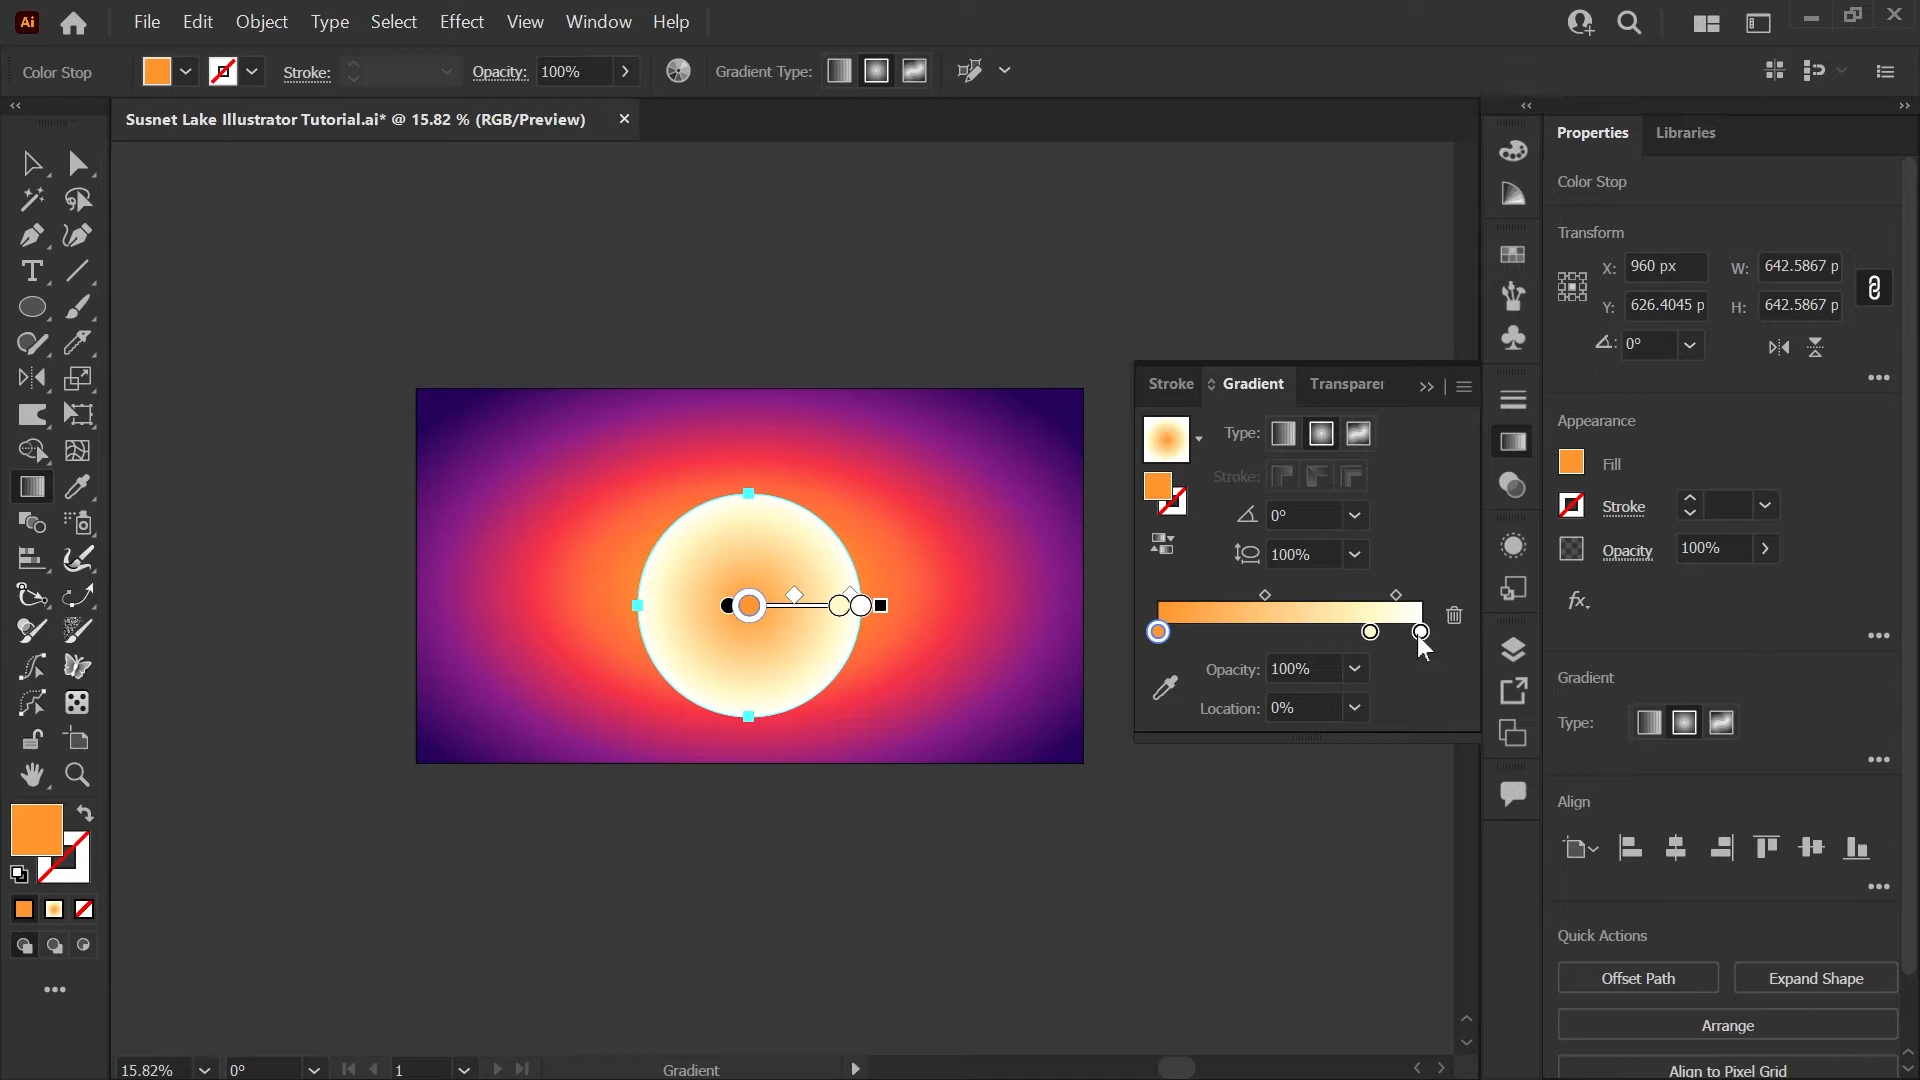 Ai File Edit Object Type Select Effect View Window Help
Color Stop Stroke: Opacity: 100% Gradient Type:
Susnet Lake Illustrator Tutorial.ai* @ 15.82 % (RGB/Preview)
Properties Libraries
Color Stop
Transform
X: 960 px W: 642.5867 p
Y: 626.4045 p H: 642.5867 p
0°
Appearance
Fill
Stroke
Opacity 100%
fx.
Gradient
Type:
Align
Quick Actions
Offset Path Expand Shape
Arrange
Align to Pixel Grid
Stroke Gradient Transparer
Type:
Stroke:
0°
100%
Opacity: 100%
Location: 0%
15.82% 0° 1 Gradient